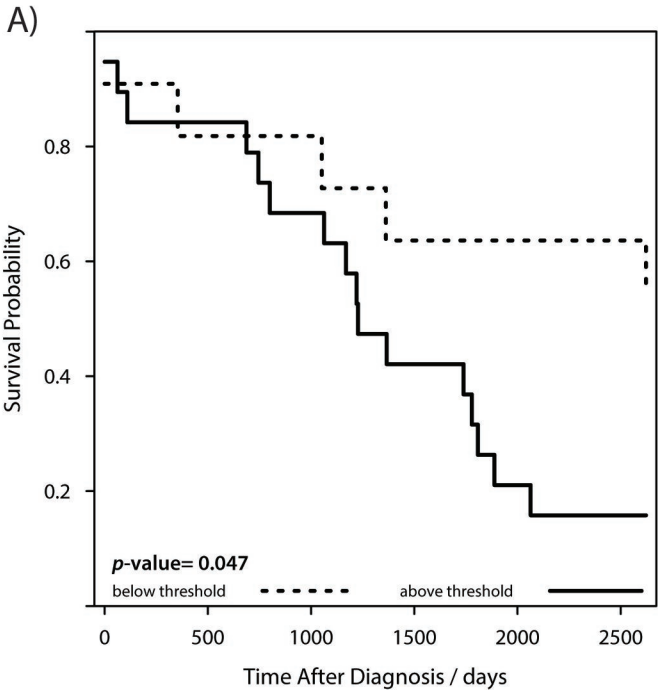 A)
Survival Probability
0.8
0.6
0.4
0.2
p-value= 0.047
below threshold
above threshold
0 500 1000 1500 2000 2500
Time After Diagnosis / days